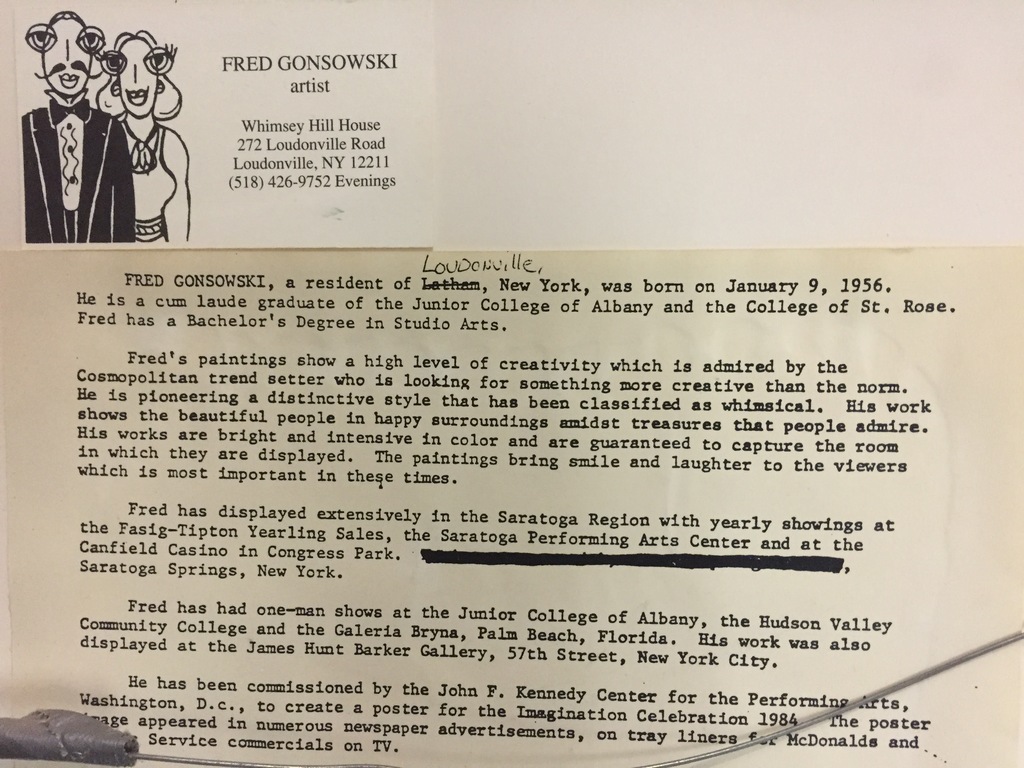 FRED GONSOWSKI
artist
Whimsey Hill House
272 Loudonville Road
Loudonville, NY 12211
(518) 426-9752 Evenings
Loudonville,
FRED GONSOWSKI, a resident of Latham, New York, was born on January 9, 1956.
He is a cum laude graduate of the Junior College of Albany and the College of St. Rose.
Fred has a Bachelor's Degree in Studio Arts.
Fred's paintings show a high level of creativity which is admired by the
Cosmopolitan trend setter who is looking for something more creative than the norm.
He is pioneering a distinctive style that has been classified as whimsical. His work
shows the beautiful people in happy surroundings amidst treasures that people admire.
His works are bright and intensive in color and are guaranteed to capture the room
in which they are displayed. The paintings bring smile and laughter to the viewers
which is most important in these times.
Fred has displayed extensively in the Saratoga Region with yearly showings at
the Fasig-Tipton Yearling Sales, the Saratoga Performing Arts Center and at the
Canfield Casino in Congress Park. ,
Saratoga Springs, New York.
Fred has had one-man shows at the Junior College of Albany, the Hudson Valley
Community College and the Galeria Bryna, Palm Beach, Florida. His work was also
displayed at the James Hunt Barker Gallery, 57th Street, New York City.
He has been commissioned by the John F. Kennedy Center for the Performing Arts,
Washington, D.c., to create a poster for the Imagination Celebration 1984 The poster
image appeared in numerous newspaper advertisements, on tray liners for McDonalds and
Service commercials on TV.